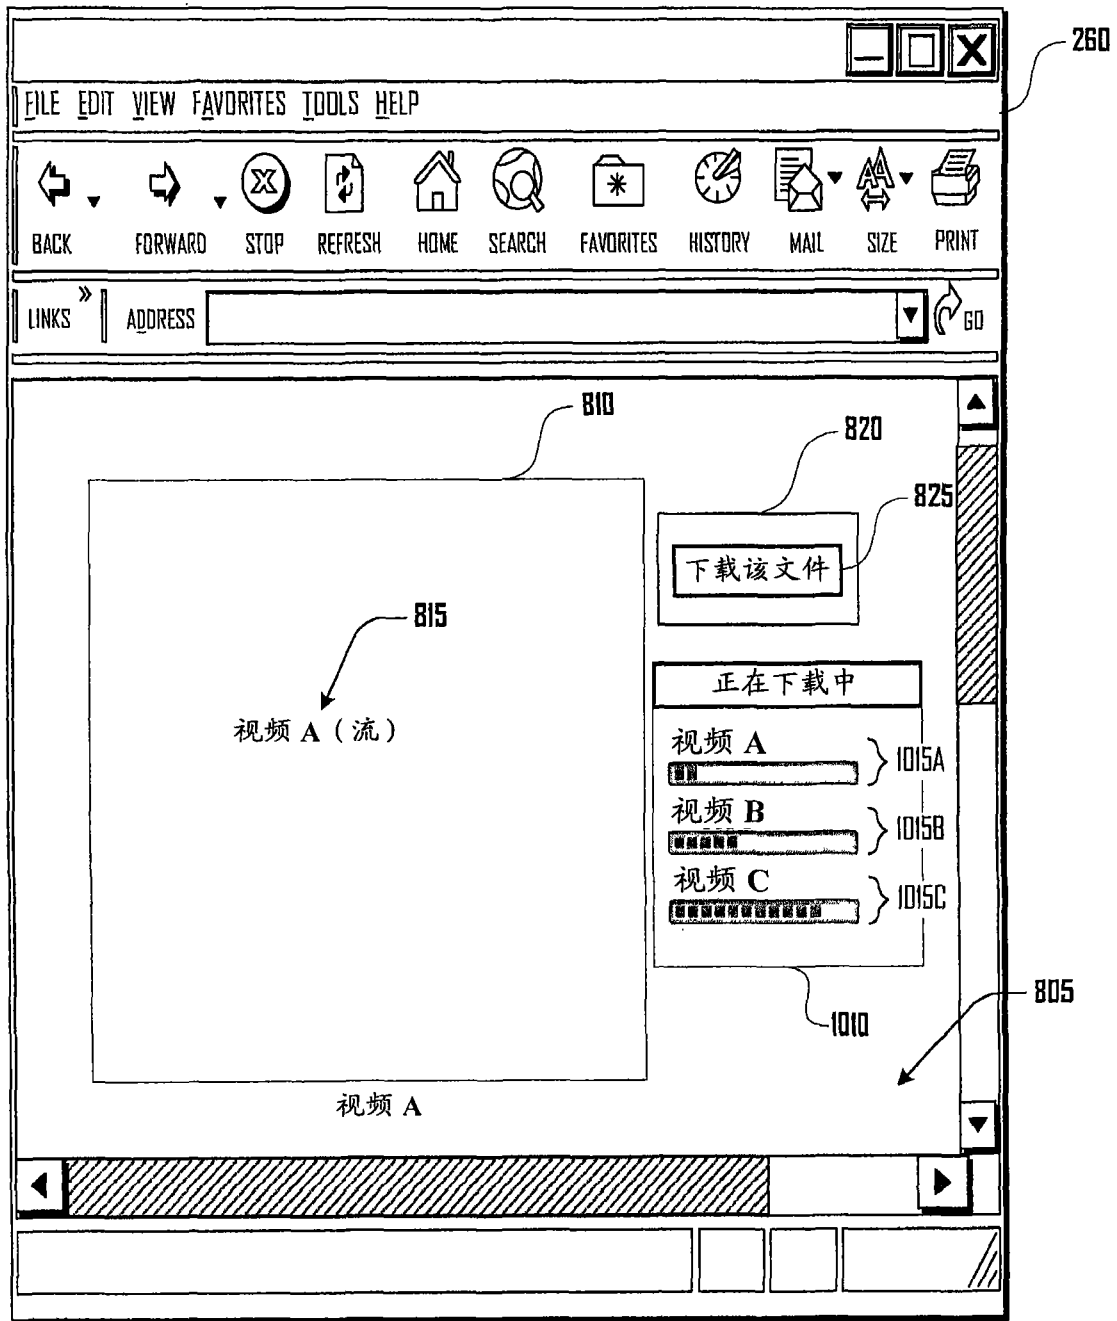 260
FILE EDIT VIEW FAVORITES TOOLS HELP
BACK FORWARD STOP REFRESH HOME SEARCH FAVORITES HISTORY MAIL SIZE PRINT
LINKS » ADDRESS GO
810
820
825
下载该文件
815
视频 A（流）
正在下载中
视频 A
1015A
视频 B
1015B
视频 C
1015C
805
1010
视频 A